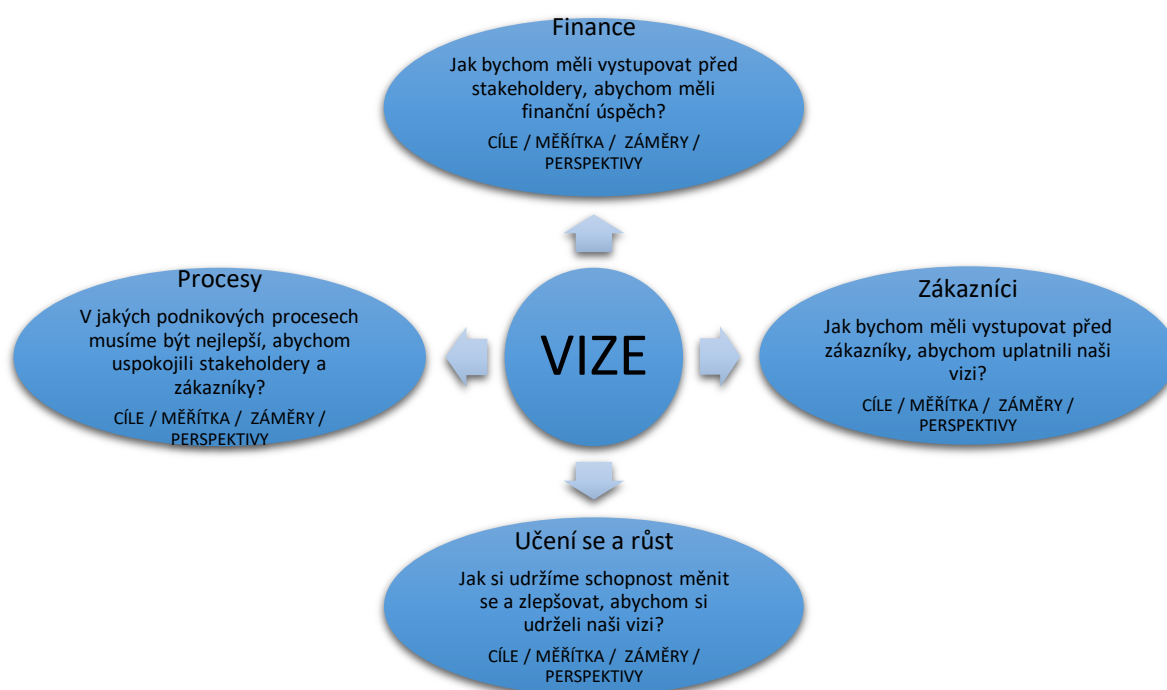 Finance
Jak bychom měli vystupovat před
stakeholdery, abychom měli
finanční úspěch?
CÍLE / MĚŘÍTKA /  ZÁMĚRY /
PERSPEKTIVY
Procesy
V jakých podnikových procesech
musíme být nejlepší, abychom
uspokojili stakeholdery a
zákazníky?
CÍLE / MĚŘÍTKA /  ZÁMĚRY /
PERSPEKTIVY
VIZE
Zákazníci
Jak bychom měli vystupovat před
zákazníky, abychom uplatnili naši
vizi?
CÍLE / MĚŘÍTKA /  ZÁMĚRY /
PERSPEKTIVY
Učení se a růst
Jak si udržíme schopnost měnit
se a zlepšovat, abychom si
udrželi naši vizi?
CÍLE / MĚŘÍTKA /  ZÁMĚRY /
PERSPEKTIVY